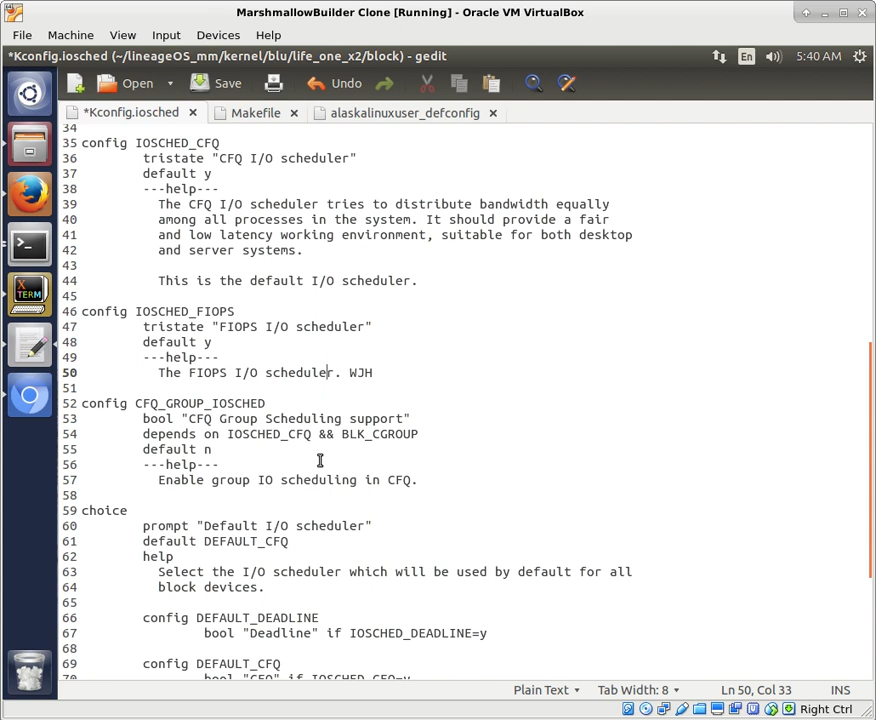 MarshmallowBuilder Clone [Running] - Oracle VM VirtualBox
File Machine View Input Devices Help
*Kconfig.iosched (~/lineageOS_mm/kernel/blu/life_one_x2/block) - gedit
En 5:40 AM
Open Save Undo
*Kconfig.iosched Makefile alaskalinuxuser_defconfig
34
35 config IOSCHED_CFQ
36 tristate "CFQ I/O scheduler"
37 default y
38 ---help---
39 The CFQ I/O scheduler tries to distribute bandwidth equally
40 among all processes in the system. It should provide a fair
41 and low latency working environment, suitable for both desktop
42 and server systems.
43
44 This is the default I/O scheduler.
45
46 config IOSCHED_FIOPS
47 tristate "FIOPS I/O scheduler"
48 default y
49 ---help---
50 The FIOPS I/O scheduler. WJH
51
52 config CFQ_GROUP_IOSCHED
53 bool "CFQ Group Scheduling support"
54 depends on IOSCHED_CFQ && BLK_CGROUP
55 default n
56 ---help---
57 Enable group IO scheduling in CFQ.
58
59 choice
60 prompt "Default I/O scheduler"
61 default DEFAULT_CFQ
62 help
63 Select the I/O scheduler which will be used by default for all
64 block devices.
65
66 config DEFAULT_DEADLINE
67 bool "Deadline" if IOSCHED_DEADLINE=y
68
69 config DEFAULT_CFQ
70 bool "CFQ" if IOSCHED_CFQ=y
XTERM
Plain Text Tab Width: 8 Ln 50, Col 33 INS
Right Ctrl